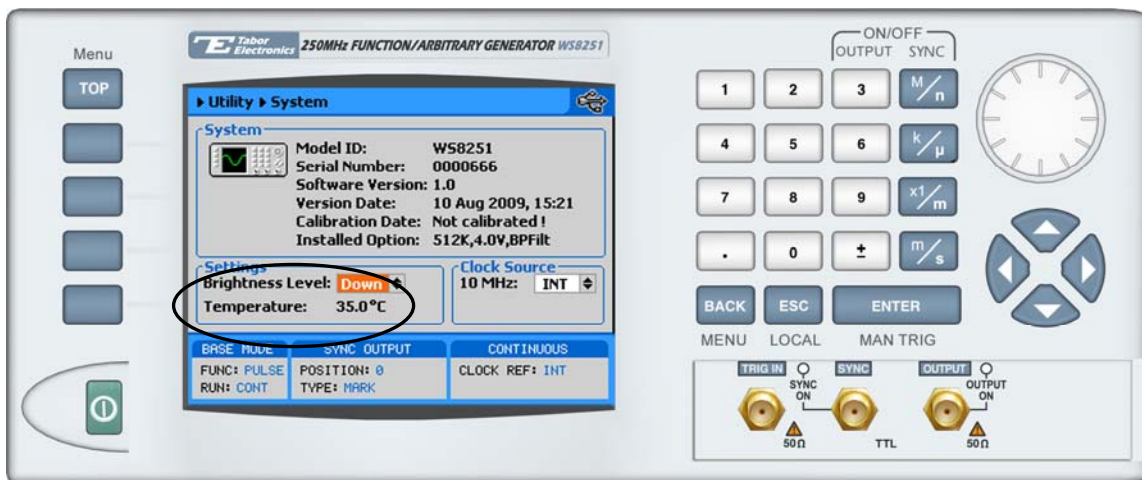 Menu
TOP
Tabor Electronics 250MHz FUNCTION/ARBITRARY GENERATOR WS8251
Utility System
System
Model ID: WS8251
Serial Number: 0000666
Software Version: 1.0
Version Date: 10 Aug 2009, 15:21
Calibration Date: Not calibrated !
Installed Option: 512K,4.0V,BPFilt
Settings
Brightness Level: Down
Temperature: 35.0°C
Clock Source
10 MHz: INT
BASE MODE SYNC OUTPUT CONTINUOUS
FUNC: PULSE POSITION: 0 CLOCK REF: INT
RUN: CONT TYPE: MARK
ON/OFF
OUTPUT SYNC
1 2 3 M/n
4 5 6 k/µ
7 8 9 x1/m
. 0 ± m/s
BACK ESC ENTER
MENU LOCAL MAN TRIG
TRIG IN SYNC OUTPUT
SYNC ON
OUTPUT ON
50Ω TTL 50Ω